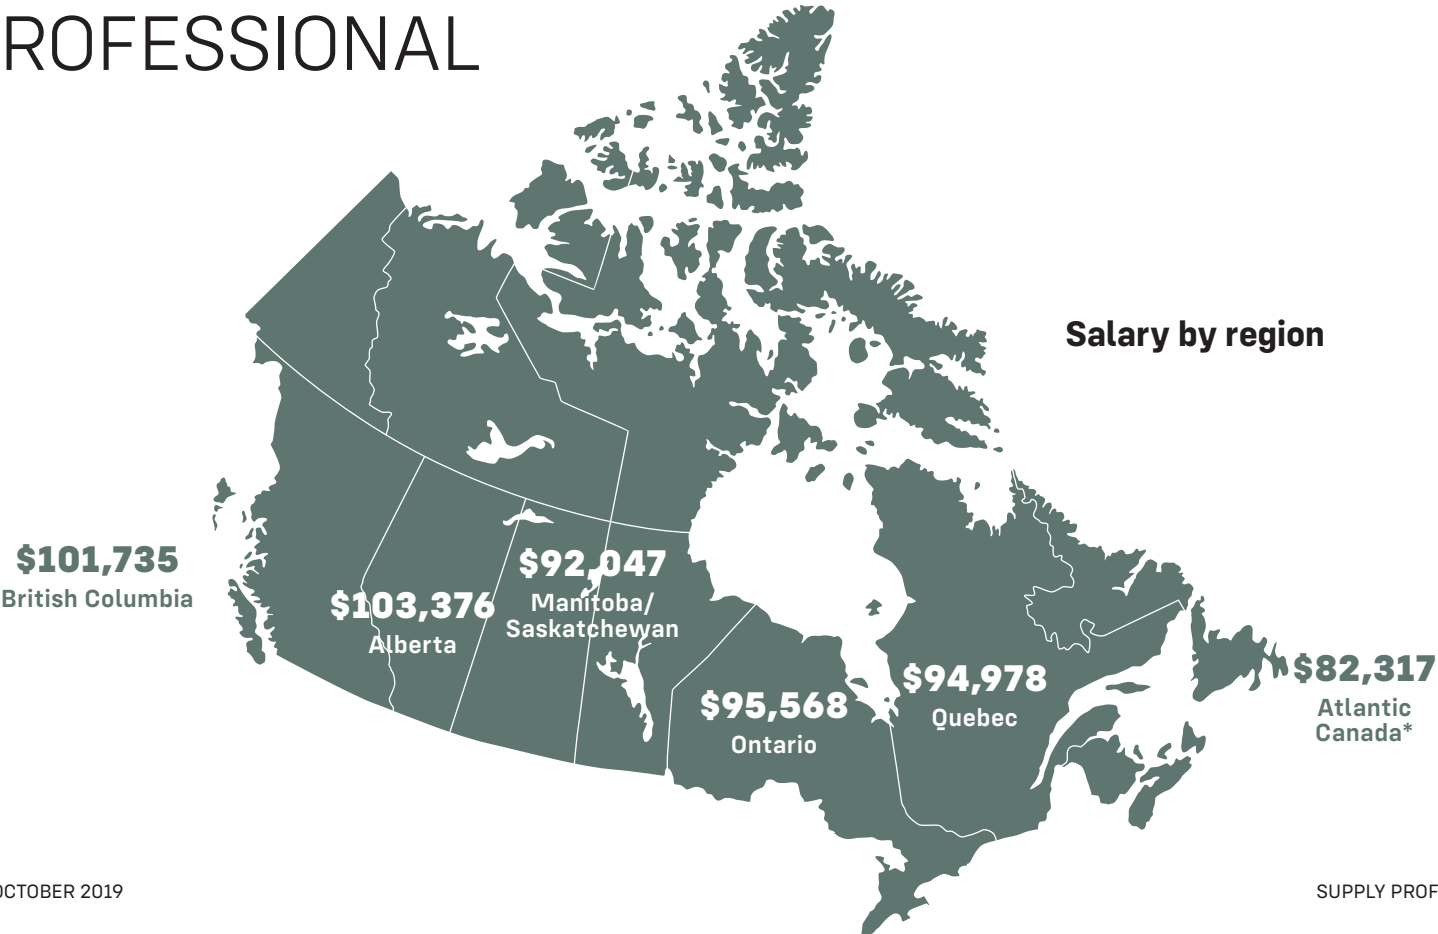 ROFESSIONAL
Salary by region
$101,735
British Columbia
$103,376
Alberta
$92,047
Manitoba/
Saskatchewan
$95,568
Ontario
$94,978
Quebec
$82,317
Atlantic
Canada*
OCTOBER 2019
SUPPLY PROF